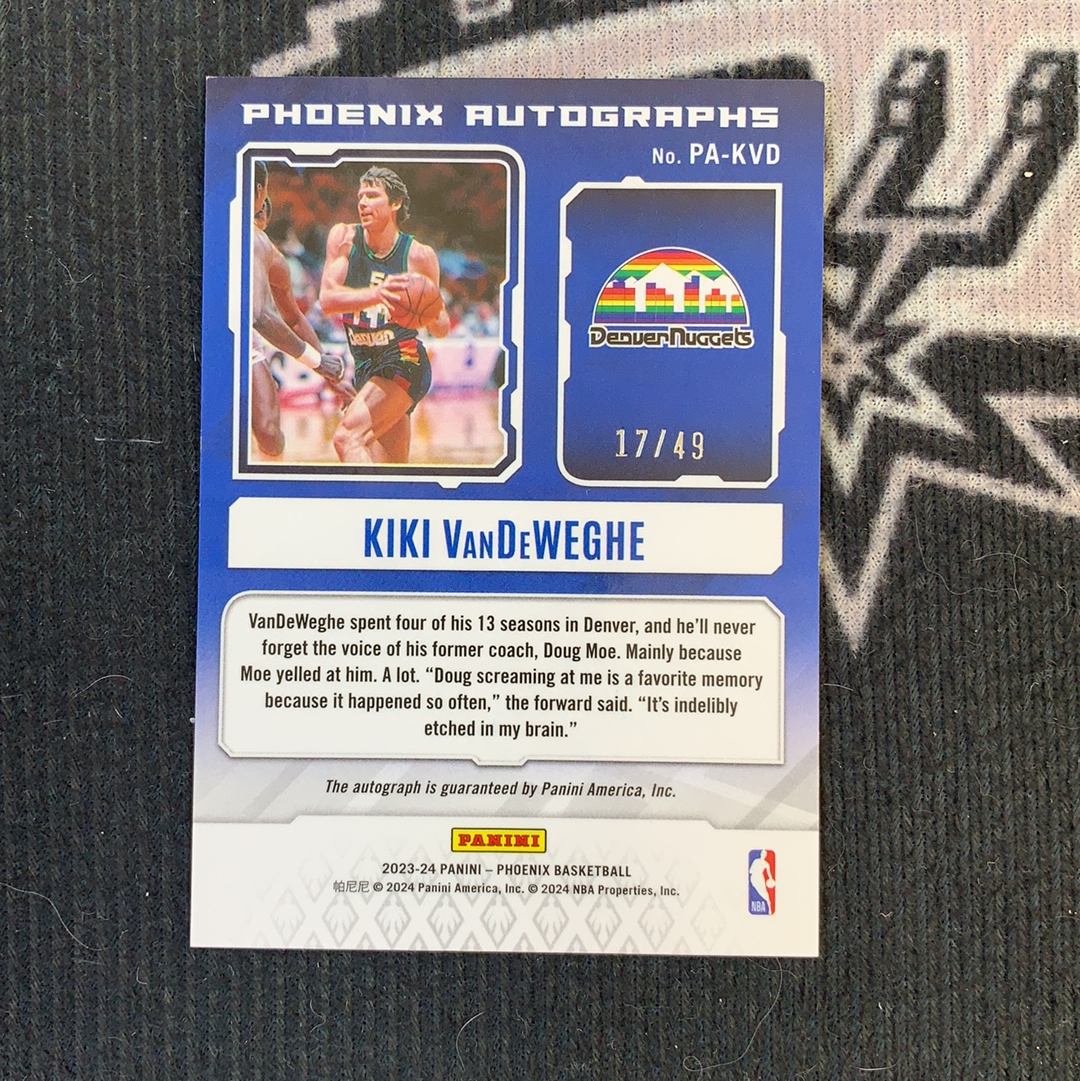 PHOENIX AUTOGRAPHS
No. PA-KVD
Denver
Denver Nuggets
17/49
KIKI VanDeWEGHE
VanDeWeghe spent four of his 13 seasons in Denver, and he'll never
forget the voice of his former coach, Doug Moe. Mainly because
Moe yelled at him. A lot. “Doug screaming at me is a favorite memory
because it happened so often,” the forward said. “It's indelibly
etched in my brain.”
The autograph is guaranteed by Panini America, Inc.
PANINI
2023-24 PANINI – PHOENIX BASKETBALL
帕尼尼 © 2024 Panini America, Inc. © 2024 NBA Properties, Inc.
NBA